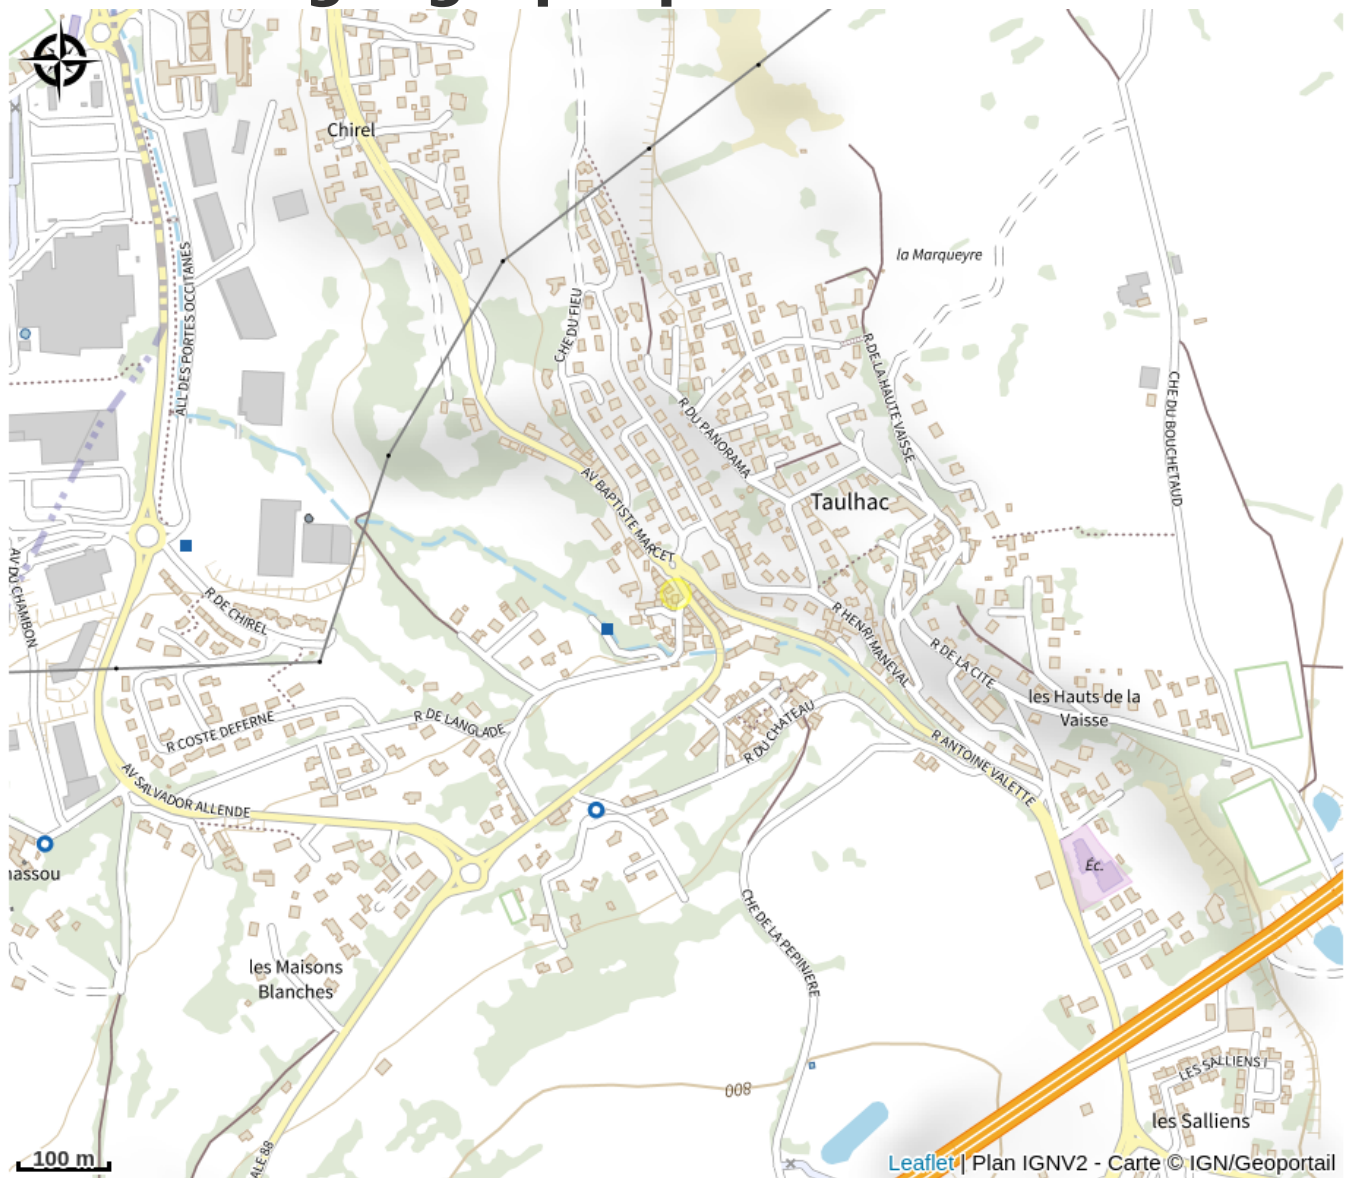 Chirel
la Marqueyre
ALL DES PORTES OCCITANES
CHE DU FIEU
R DE LA HAUTE VAISSE
CHE DU BOUCHETAUD
R DU PANORAMA
Taulhac
AV BAPTISTE MARCET
AV DU CHAMBON
R DE CHIREL
R HENRI MANEVAL
R DE LA CITE
les Hauts de la
Vaisse
R COSTE DEFERNE
R DE LANGLADE
R DU CHATEAU
R ANTOINE VALETTE
AV SALVADOR ALLENDE
Éc.
assou
CHE DE LA PEPINIERE
les Maisons
Blanches
LES SALLIENS I
800
les Salliens
ALE 88
100 m
Leaflet | Plan IGNV2 - Carte © IGN/Geoportail